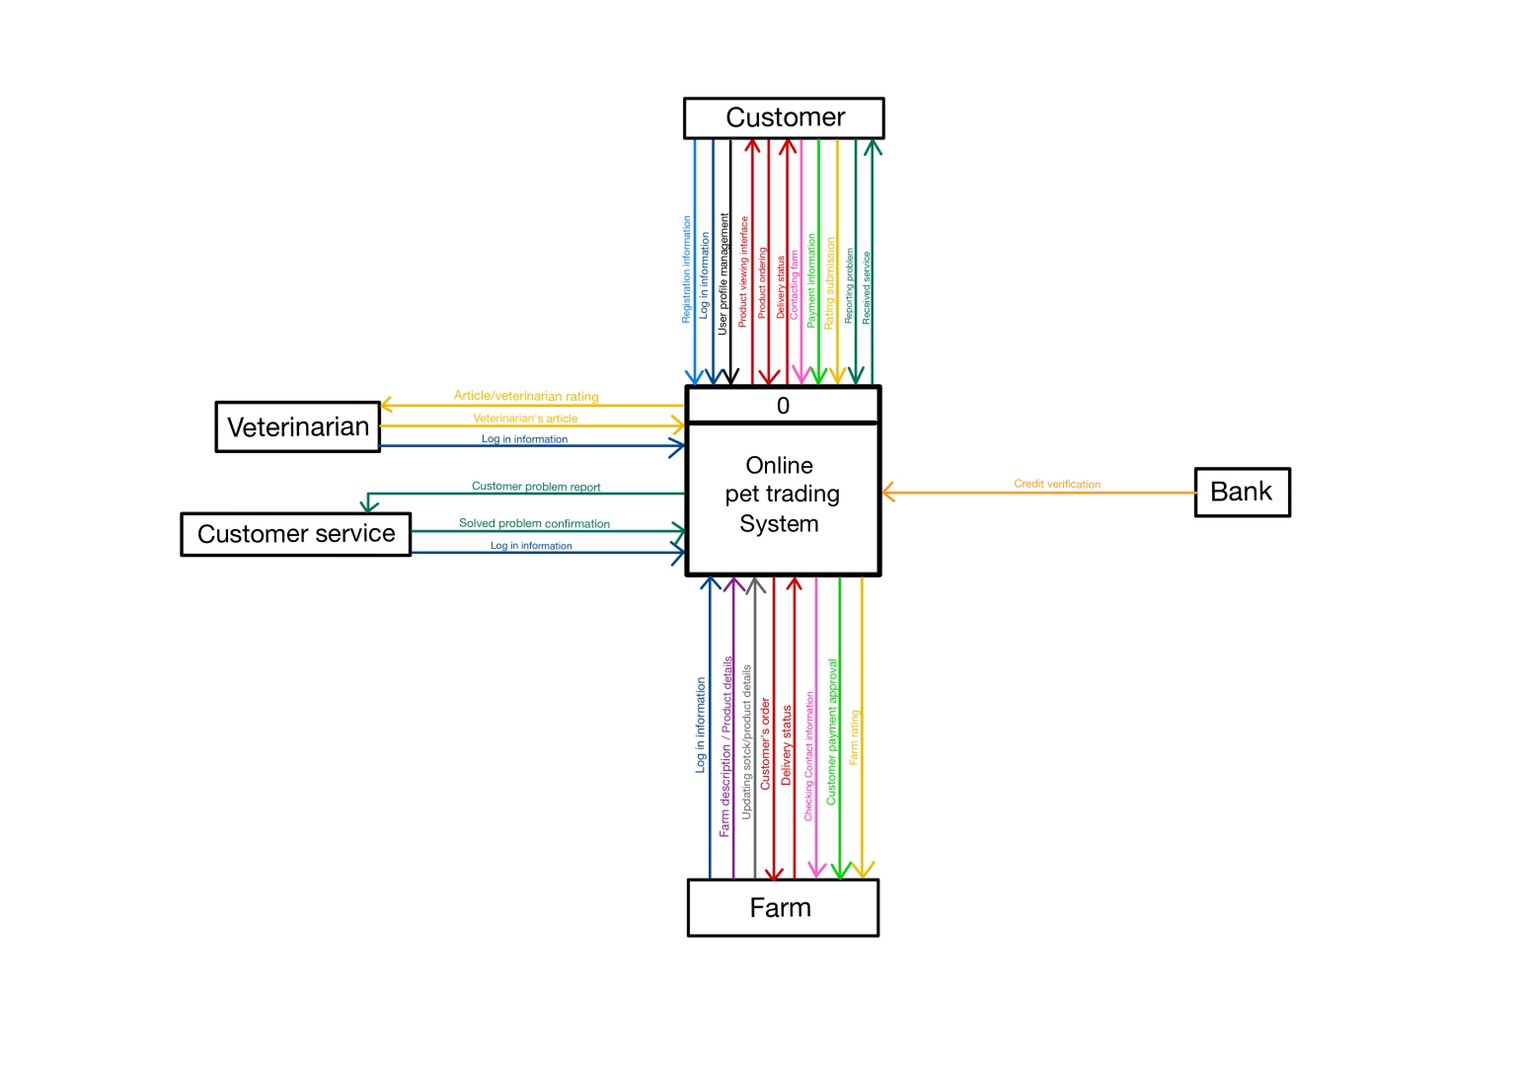 Customer
Registration information
Log in information
User profile management
Product viewing interface
Product ordering
Delivery status
Contacting farm
Payment information
Rating submission
Reporting problem
Received service
Article/veterinarian rating
Veterinarian's article
Log in information
Veterinarian
0
Online
pet trading
System
Customer problem report
Solved problem confirmation
Log in information
Customer service
Credit verification
Bank
Log in information
Farm description / Product details
Updating sotck/product details
Customer's order
Delivery status
Checking Contact information
Customer payment approval
Farm rating
Farm